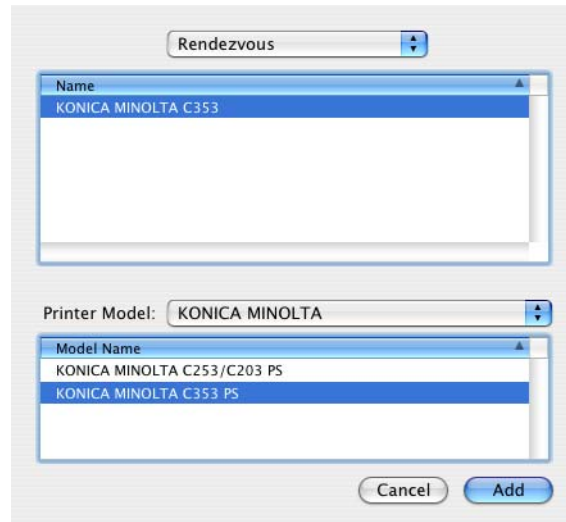 Rendezvous
Name
KONICA MINOLTA C353
Printer Model: KONICA MINOLTA
Model Name
KONICA MINOLTA C253/C203 PS
KONICA MINOLTA C353 PS
Cancel Add